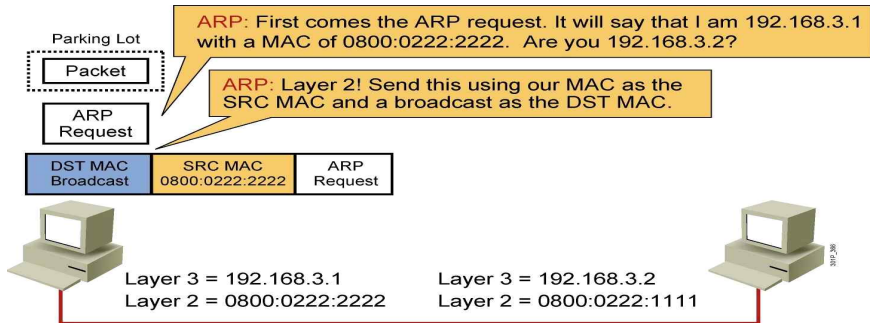 ARP: First comes the ARP request. It will say that I am 192.168.3.1
with a MAC of 0800:0222:2222. Are you 192.168.3.2?
Parking Lot
Packet
ARP: Layer 2! Send this using our MAC as the
SRC MAC and a broadcast as the DST MAC.
ARP
Request
DST MAC
Broadcast
SRC MAC
0800:0222:2222
ARP
Request
Layer 3 = 192.168.3.1
Layer 2 = 0800:0222:2222
Layer 3 = 192.168.3.2
Layer 2 = 0800:0222:1111